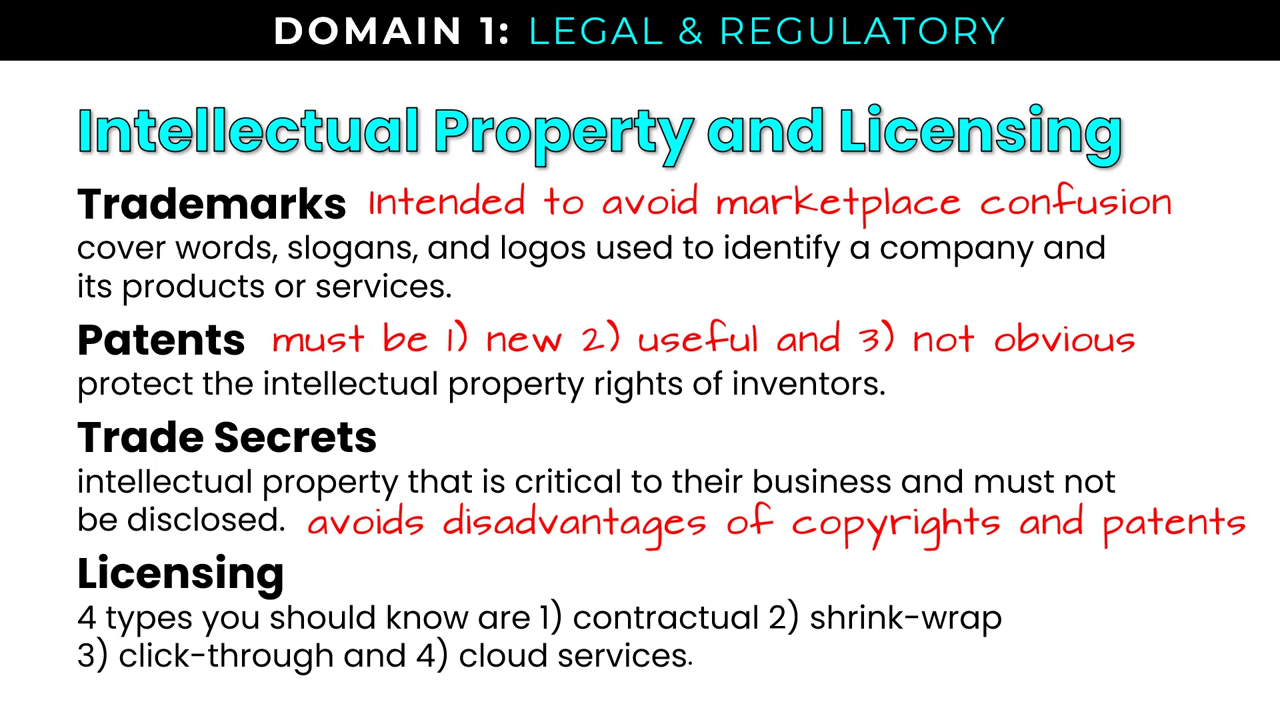 DOMAIN 1: LEGAL & REGULATORY
Intellectual Property and Licensing
Trademarks Intended to avoid marketplace confusion
cover words, slogans, and logos used to identify a company and
its products or services.
Patents must be 1) new 2) useful and 3) not obvious
protect the intellectual property rights of inventors.
Trade Secrets
intellectual property that is critical to their business and must not
be disclosed. avoids disadvantages of copyrights and patents
Licensing
4 types you should know are 1) contractual 2) shrink-wrap
3) click-through and 4) cloud services.